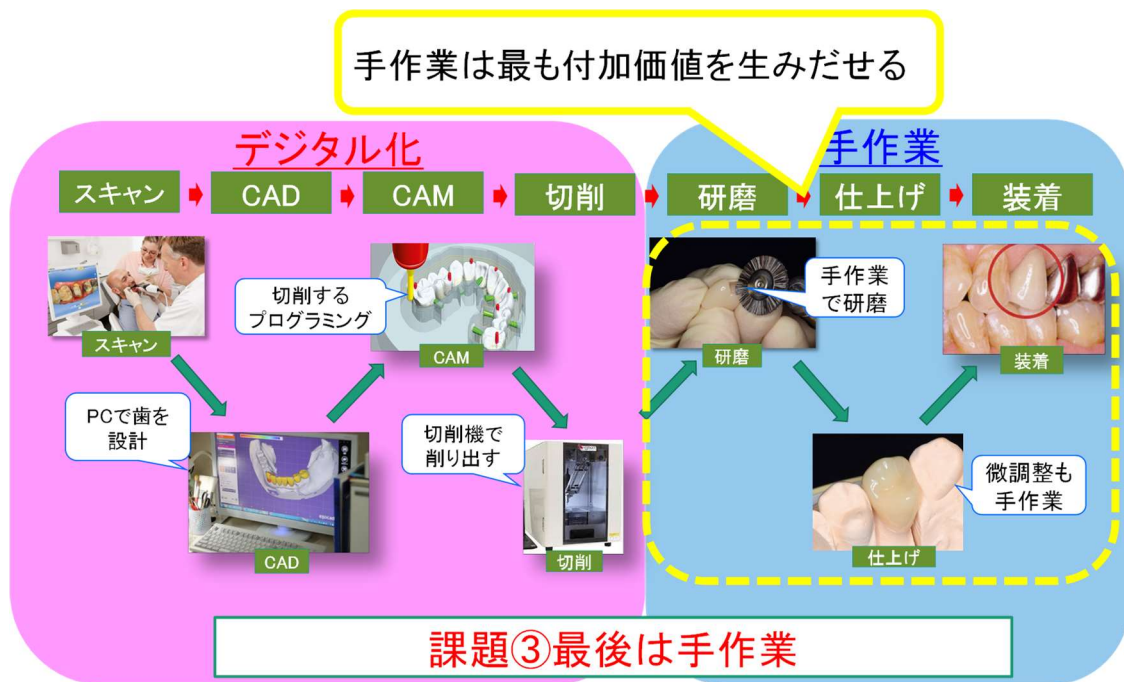 手作業は最も付加価値を生みだせる
デジタル化
手作業
スキャン
CAD
CAM
切削
研磨
仕上げ
装着
切削する
プログラミング
手作業
で研磨
スキャン
CAM
研磨
装着
PCで歯を
設計
切削機で
削り出す
微調整も
手作業
CAD
切削
仕上げ
課題③最後は手作業